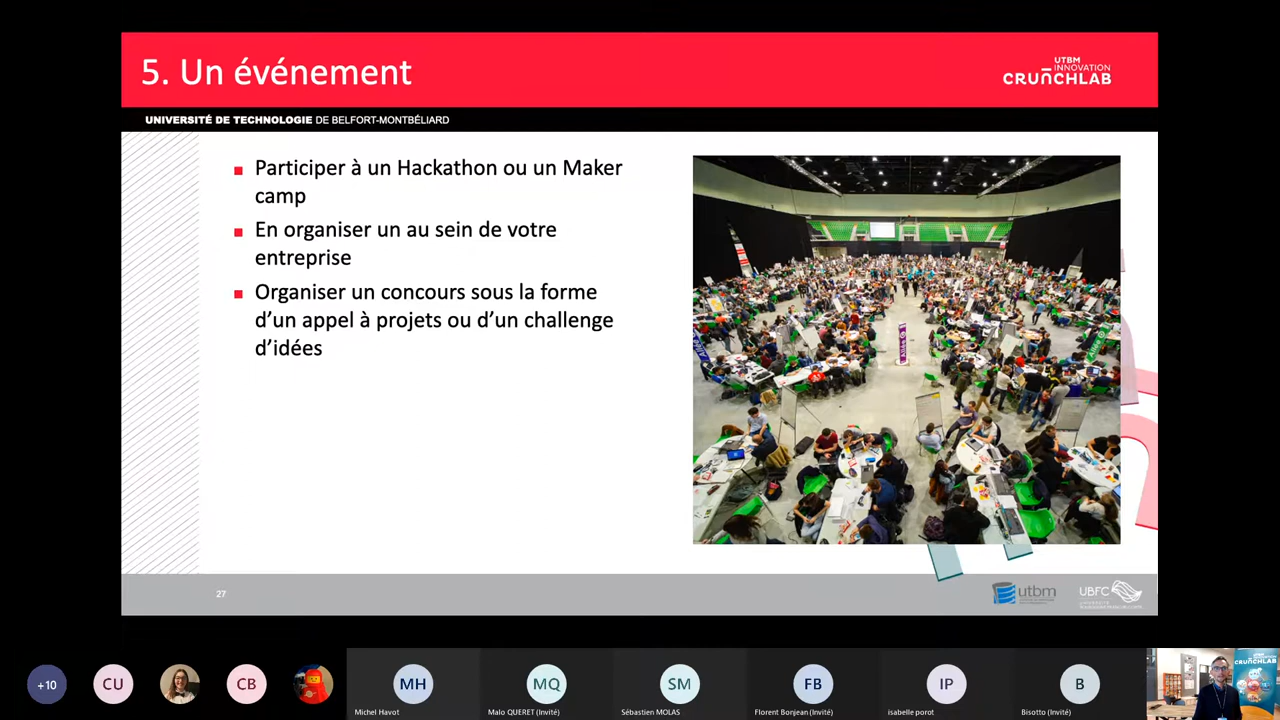 5. Un événement
UTBM
INNOVATION
CRUNCHLAB
UNIVERSITÉ DE TECHNOLOGIE DE BELFORT-MONTBÉLIARD
Participer à un Hackathon ou un Maker
camp
En organiser un au sein de votre
entreprise
Organiser un concours sous la forme
d’un appel à projets ou d’un challenge
d’idées
27
utbm
UBFC
+10
CU
CB
MH
MQ
SM
FB
IP
B
Michel Havot
Malo QUERET (Invité)
Sébastien MOLAS
Florent Bonjean (Invité)
isabelle porot
Bisotto (Invité)
UTBM
INNOVATION
CRUNCHLAB